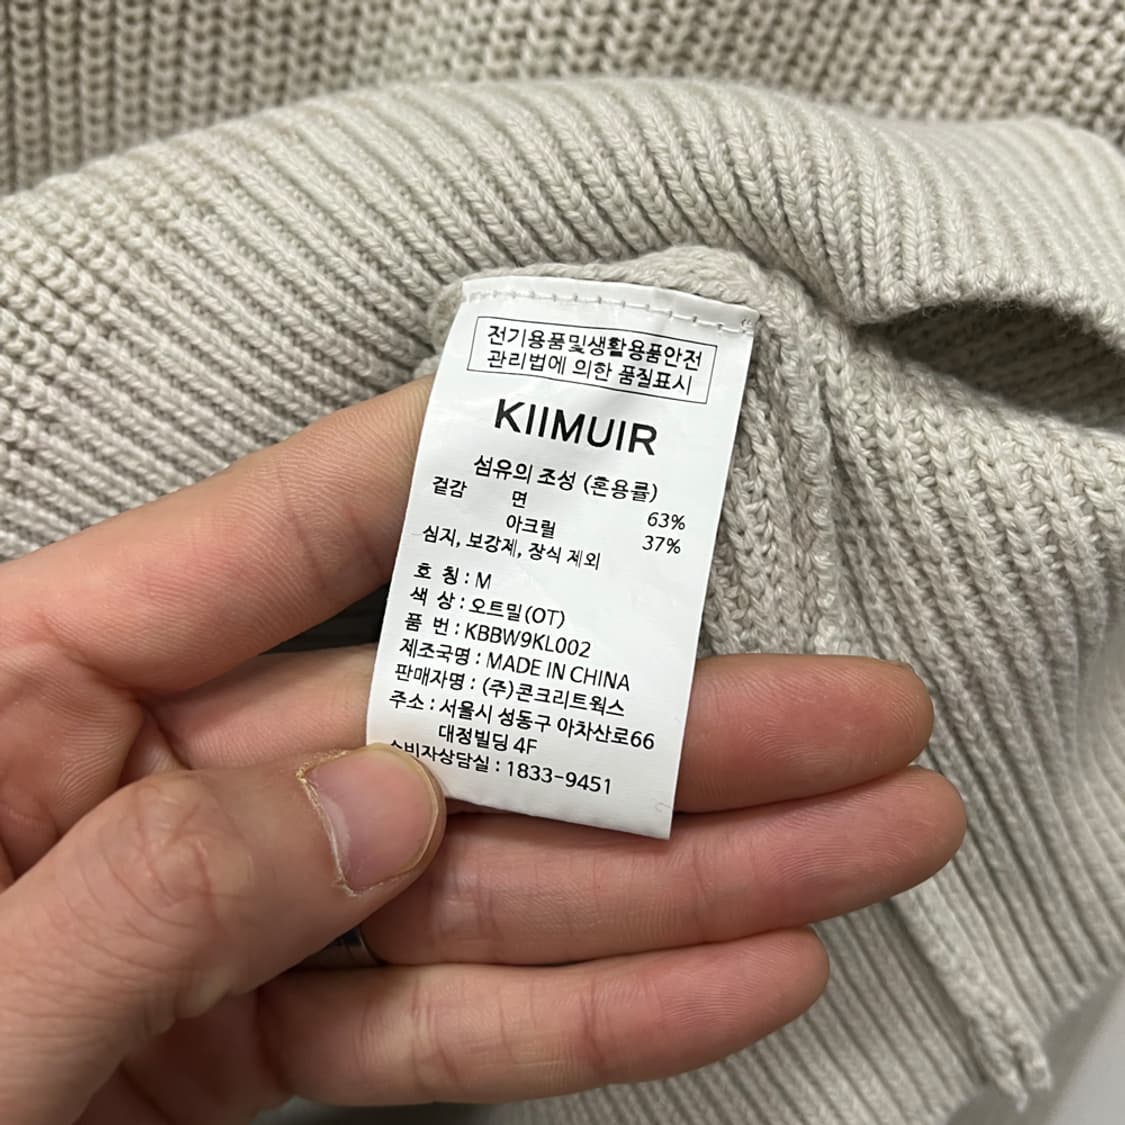 전기용품및생활용품안전
관리법에 의한 품질표시
KIIMUIR
섬유의 조성 (혼용률)
겉감 면 63%
아크릴 37%
심지, 보강제, 장식 제외
호 칭 : M
색 상 : 오트밀(OT)
품 번 : KBBW9KL002
제조국명 : MADE IN CHINA
판매자명 : (주)콘크리트웍스
주소 : 서울시 성동구 아차산로66
대정빌딩 4F
소비자상담실 : 1833-9451